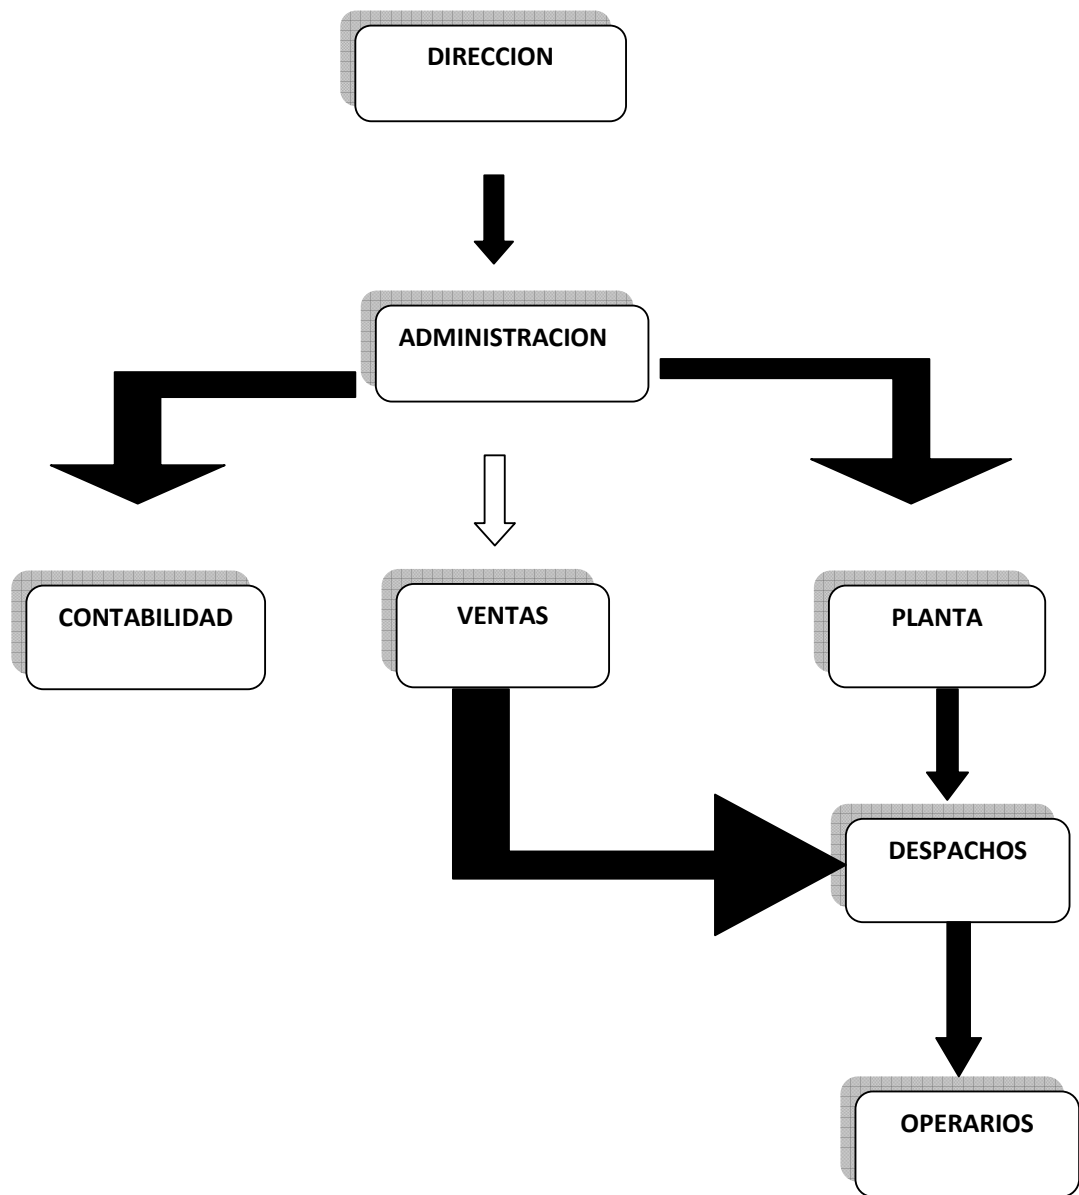 DIRECCION
ADMINISTRACION
CONTABILIDAD
VENTAS
PLANTA
DESPACHOS
OPERARIOS